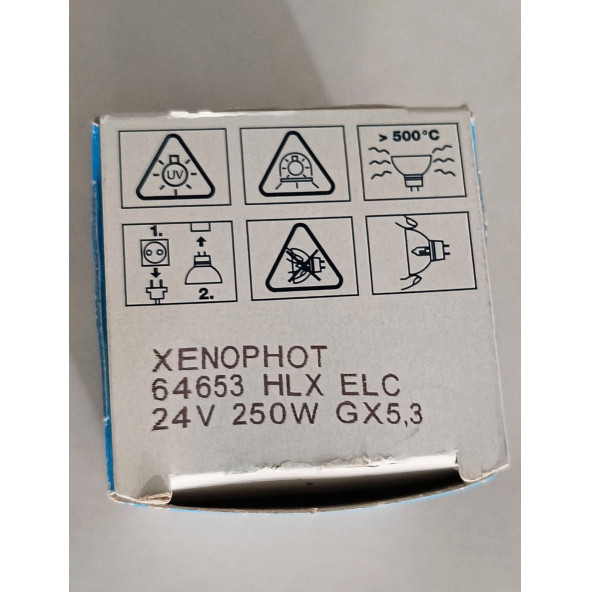 UV
> 500°C
1.
2.
XENOPHOT
64653 HLX ELC
24V 250W GX5,3